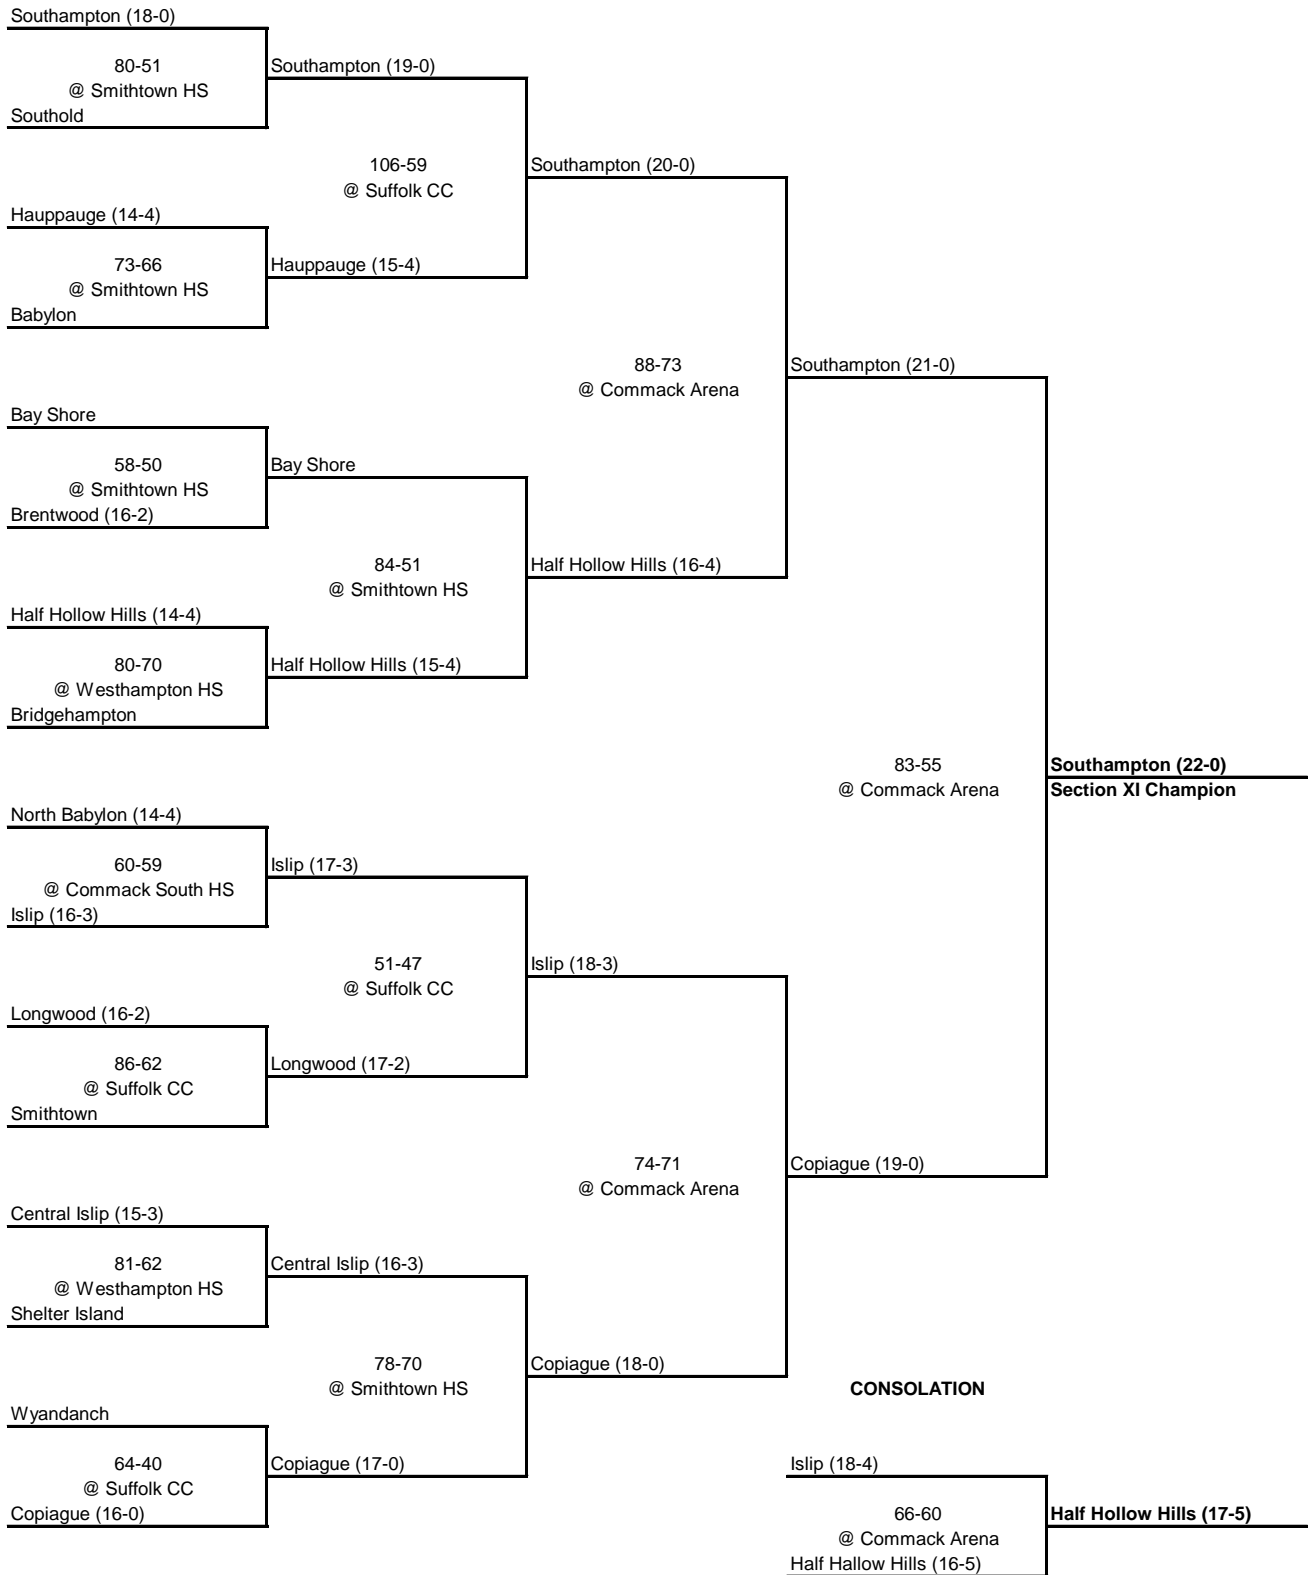 Southampton (18-0)
80-51
@ Smithtown HS
Southold
Southampton (19-0)
106-59
@ Suffolk CC
Hauppauge (14-4)
73-66
@ Smithtown HS
Babylon
Hauppauge (15-4)
Southampton (20-0)
88-73
@ Commack Arena
Bay Shore
58-50
@ Smithtown HS
Brentwood (16-2)
Bay Shore
84-51
@ Smithtown HS
Half Hollow Hills (14-4)
80-70
@ Westhampton HS
Bridgehampton
Half Hollow Hills (15-4)
Half Hollow Hills (16-4)
Southampton (21-0)
83-55
@ Commack Arena
Southampton (22-0)
Section XI Champion
North Babylon (14-4)
60-59
@ Commack South HS
Islip (16-3)
Islip (17-3)
51-47
@ Suffolk CC
Longwood (16-2)
86-62
@ Suffolk CC
Smithtown
Longwood (17-2)
Islip (18-3)
74-71
@ Commack Arena
Copiague (19-0)
Central Islip (15-3)
81-62
@ Westhampton HS
Shelter Island
Central Islip (16-3)
78-70
@ Smithtown HS
Wyandanch
64-40
@ Suffolk CC
Copiague (16-0)
Copiague (17-0)
Copiague (18-0)
CONSOLATION
Islip (18-4)
66-60
@ Commack Arena
Half Hallow Hills (16-5)
Half Hollow Hills (17-5)